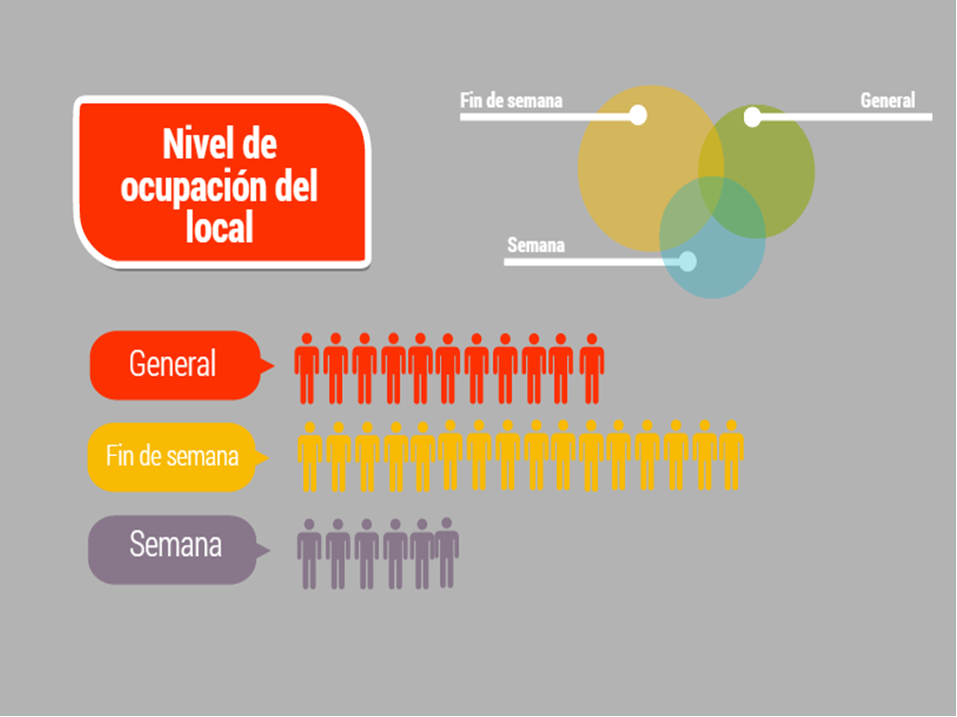 Nivel de
ocupación del
local
Fin de semana
General
Semana
General
Fin de semana
Semana